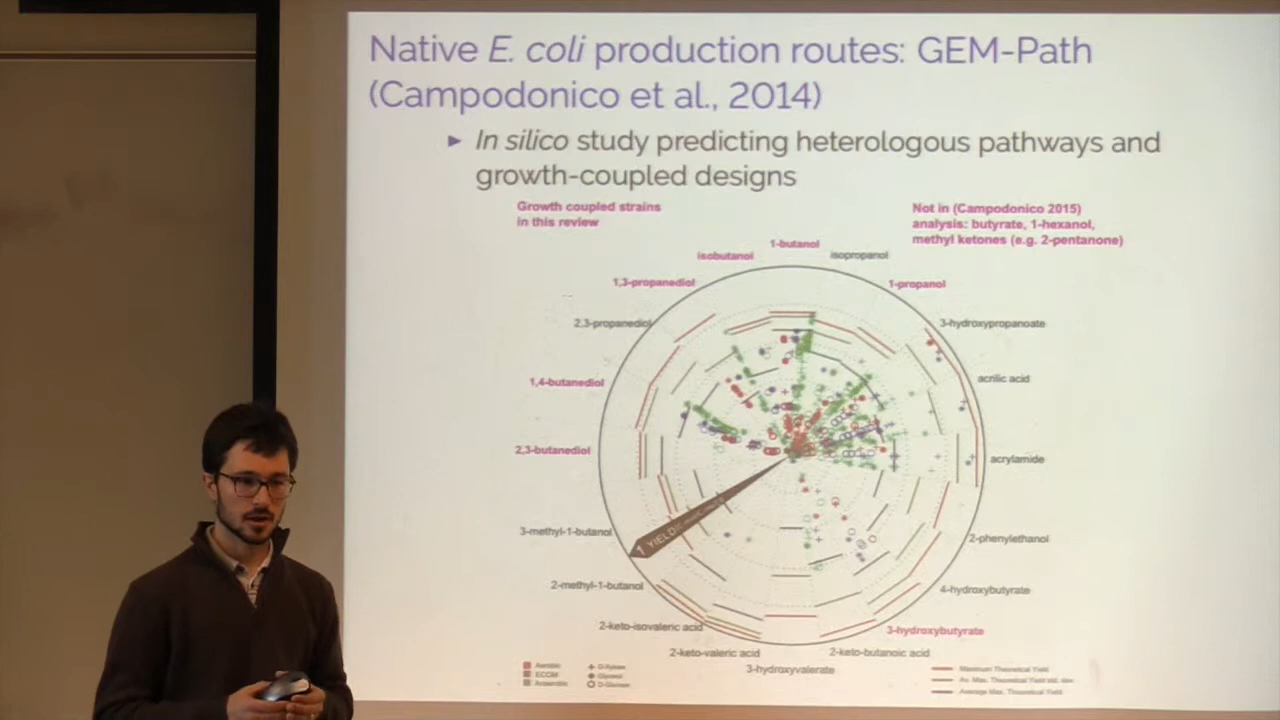 Native E. coli production routes: GEM-Path
(Campodonico et al., 2014)
► In silico study predicting heterologous pathways and
growth-coupled designs
Growth coupled strains
in this review
Not in (Campodonico 2015)
analysis: butyrate, 1-hexanol,
methyl ketones (e.g. 2-pentanone)
1-butanol
isobutanol
isopropanol
1,3-propanediol
1-propanol
2,3-propanediol
3-hydroxypropanoate
1,4-butanediol
acrilic acid
2,3-butanediol
acrylamide
3-methyl-1-butanol
1 YIELD
2-phenylethanol
2-methyl-1-butanol
4-hydroxybutyrate
2-keto-isovaleric acid
3-hydroxybutyrate
2-keto-valeric acid
2-keto-butanoic acid
3-hydroxyvalerate
Aerobic
ECOM
Anaerobic
D-Xylose
Glycerol
D-Glucose
Maximum Theoretical Yield
Av. Max. Theoretical Yield std. dev.
Average Max. Theoretical Yield